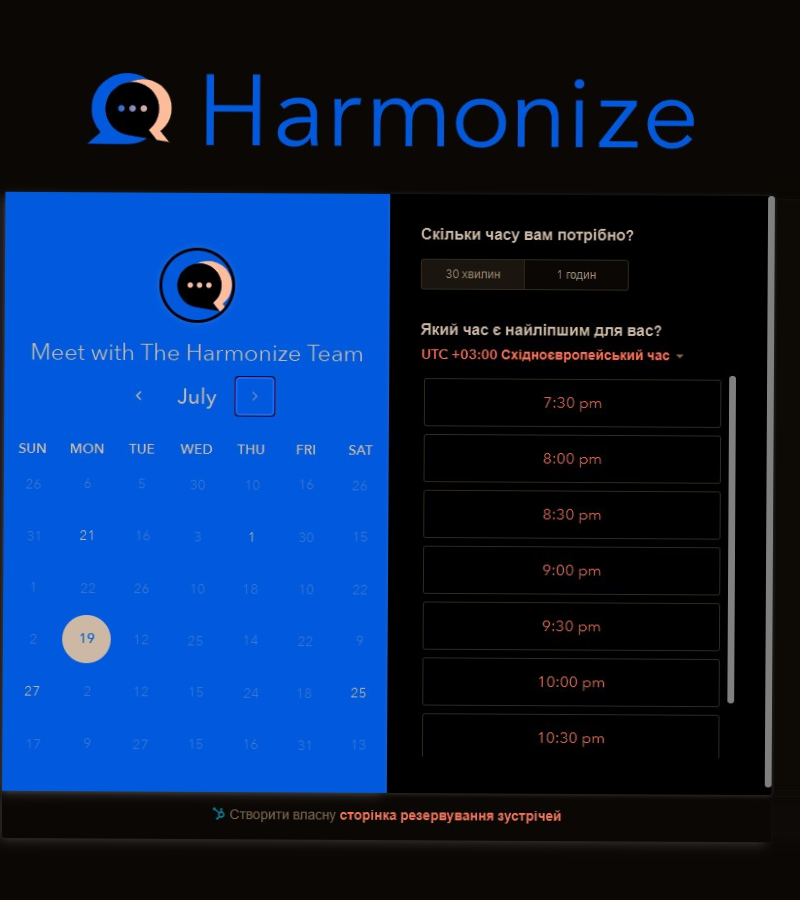 Harmonize
Meet with The Harmonize Team
July
SUN MON TUE WED THU FRI SAT
26 6 5 30 10 16 26
31 21 16 3 1 30 15
1 22 26 10 18 10 22
2 19 12 25 14 22 9
27 2 12 15 24 18 25
17 9 27 15 16 31 13
Скільки часу вам потрібно?
30 хвилин 1 годин
Який час є найліпшим для вас?
UTC +03:00 Східноєвропейський час
7:30 pm
8:00 pm
8:30 pm
9:00 pm
9:30 pm
10:00 pm
10:30 pm
Створити власну сторінка резервування зустрічей